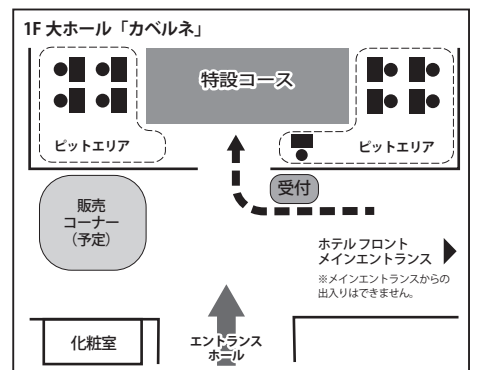 1F 大ホール「カベルネ」
特設コース
ピットエリア
ピットエリア
受付
販売
コーナー
（予定）
ホテル フロント
メインエントランス
※メインエントランスからの
出入りはできません。
化粧室
エントランス
ホール